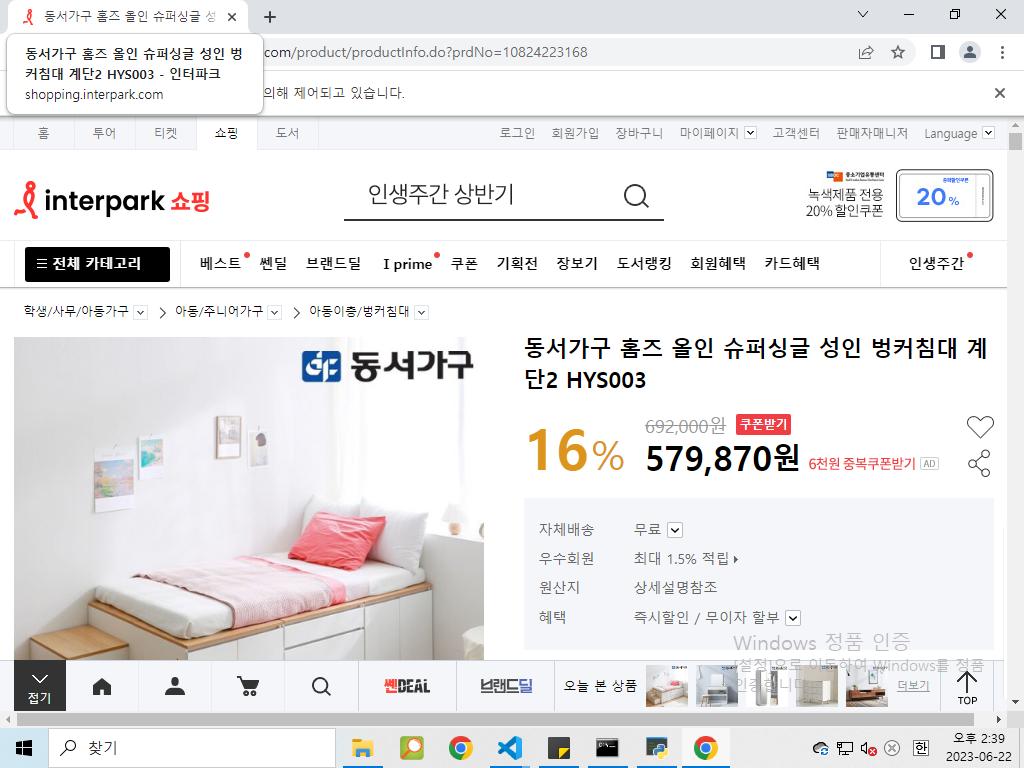 동서가구 홈즈 올인 슈퍼싱글 성
동서가구 홈즈 올인 슈퍼싱글 성인 벙
커침대 계단2 HYS003 - 인터파크
shopping.interpark.com
com/product/productInfo.do?prdNo=10824223168
의해 제어되고 있습니다.
홈 투어 티켓 쇼핑 도서 로그인 회원가입 장바구니 마이페이지 고객센터 판매자매니저 Language
interpark 쇼핑
인생주간 상반기
중소기업유통센터
녹색제품 전용
20% 할인쿠폰
20%
전체 카테고리 베스트 쎈딜 브랜드딜 I prime 쿠폰 기획전 장보기 도서랭킹 회원혜택 카드혜택 인생주간
학생/사무/아동가구 아동/주니어가구 아동이층/벙커침대
동서가구
동서가구 홈즈 올인 슈퍼싱글 성인 벙커침대 계
단2 HYS003
16%
692,000원 쿠폰받기
579,870원 6천원 중복쿠폰받기 AD
자체배송 무료
우수회원 최대 1.5% 적립
원산지 상세설명참조
혜택 즉시할인 / 무이자 할부
Windows 정품 인증
[설정]으로 이동하여 Windows를 정품
인증합니다.
접기
쎈DEAL
브랜드딜
오늘 본 상품
더보기
TOP
찾기
한
오후 2:39
2023-06-22